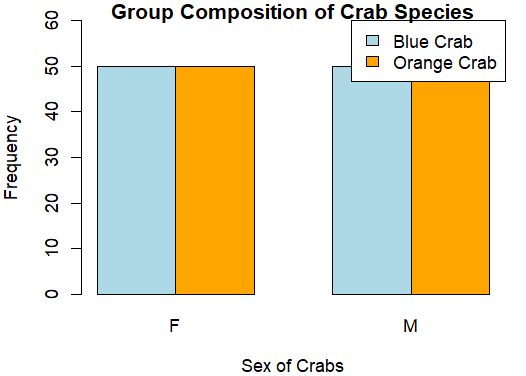 Group Composition of Crab Species
Blue Crab
Orange Crab
Frequency
60
50
40
30
20
10
0
F
M
Sex of Crabs